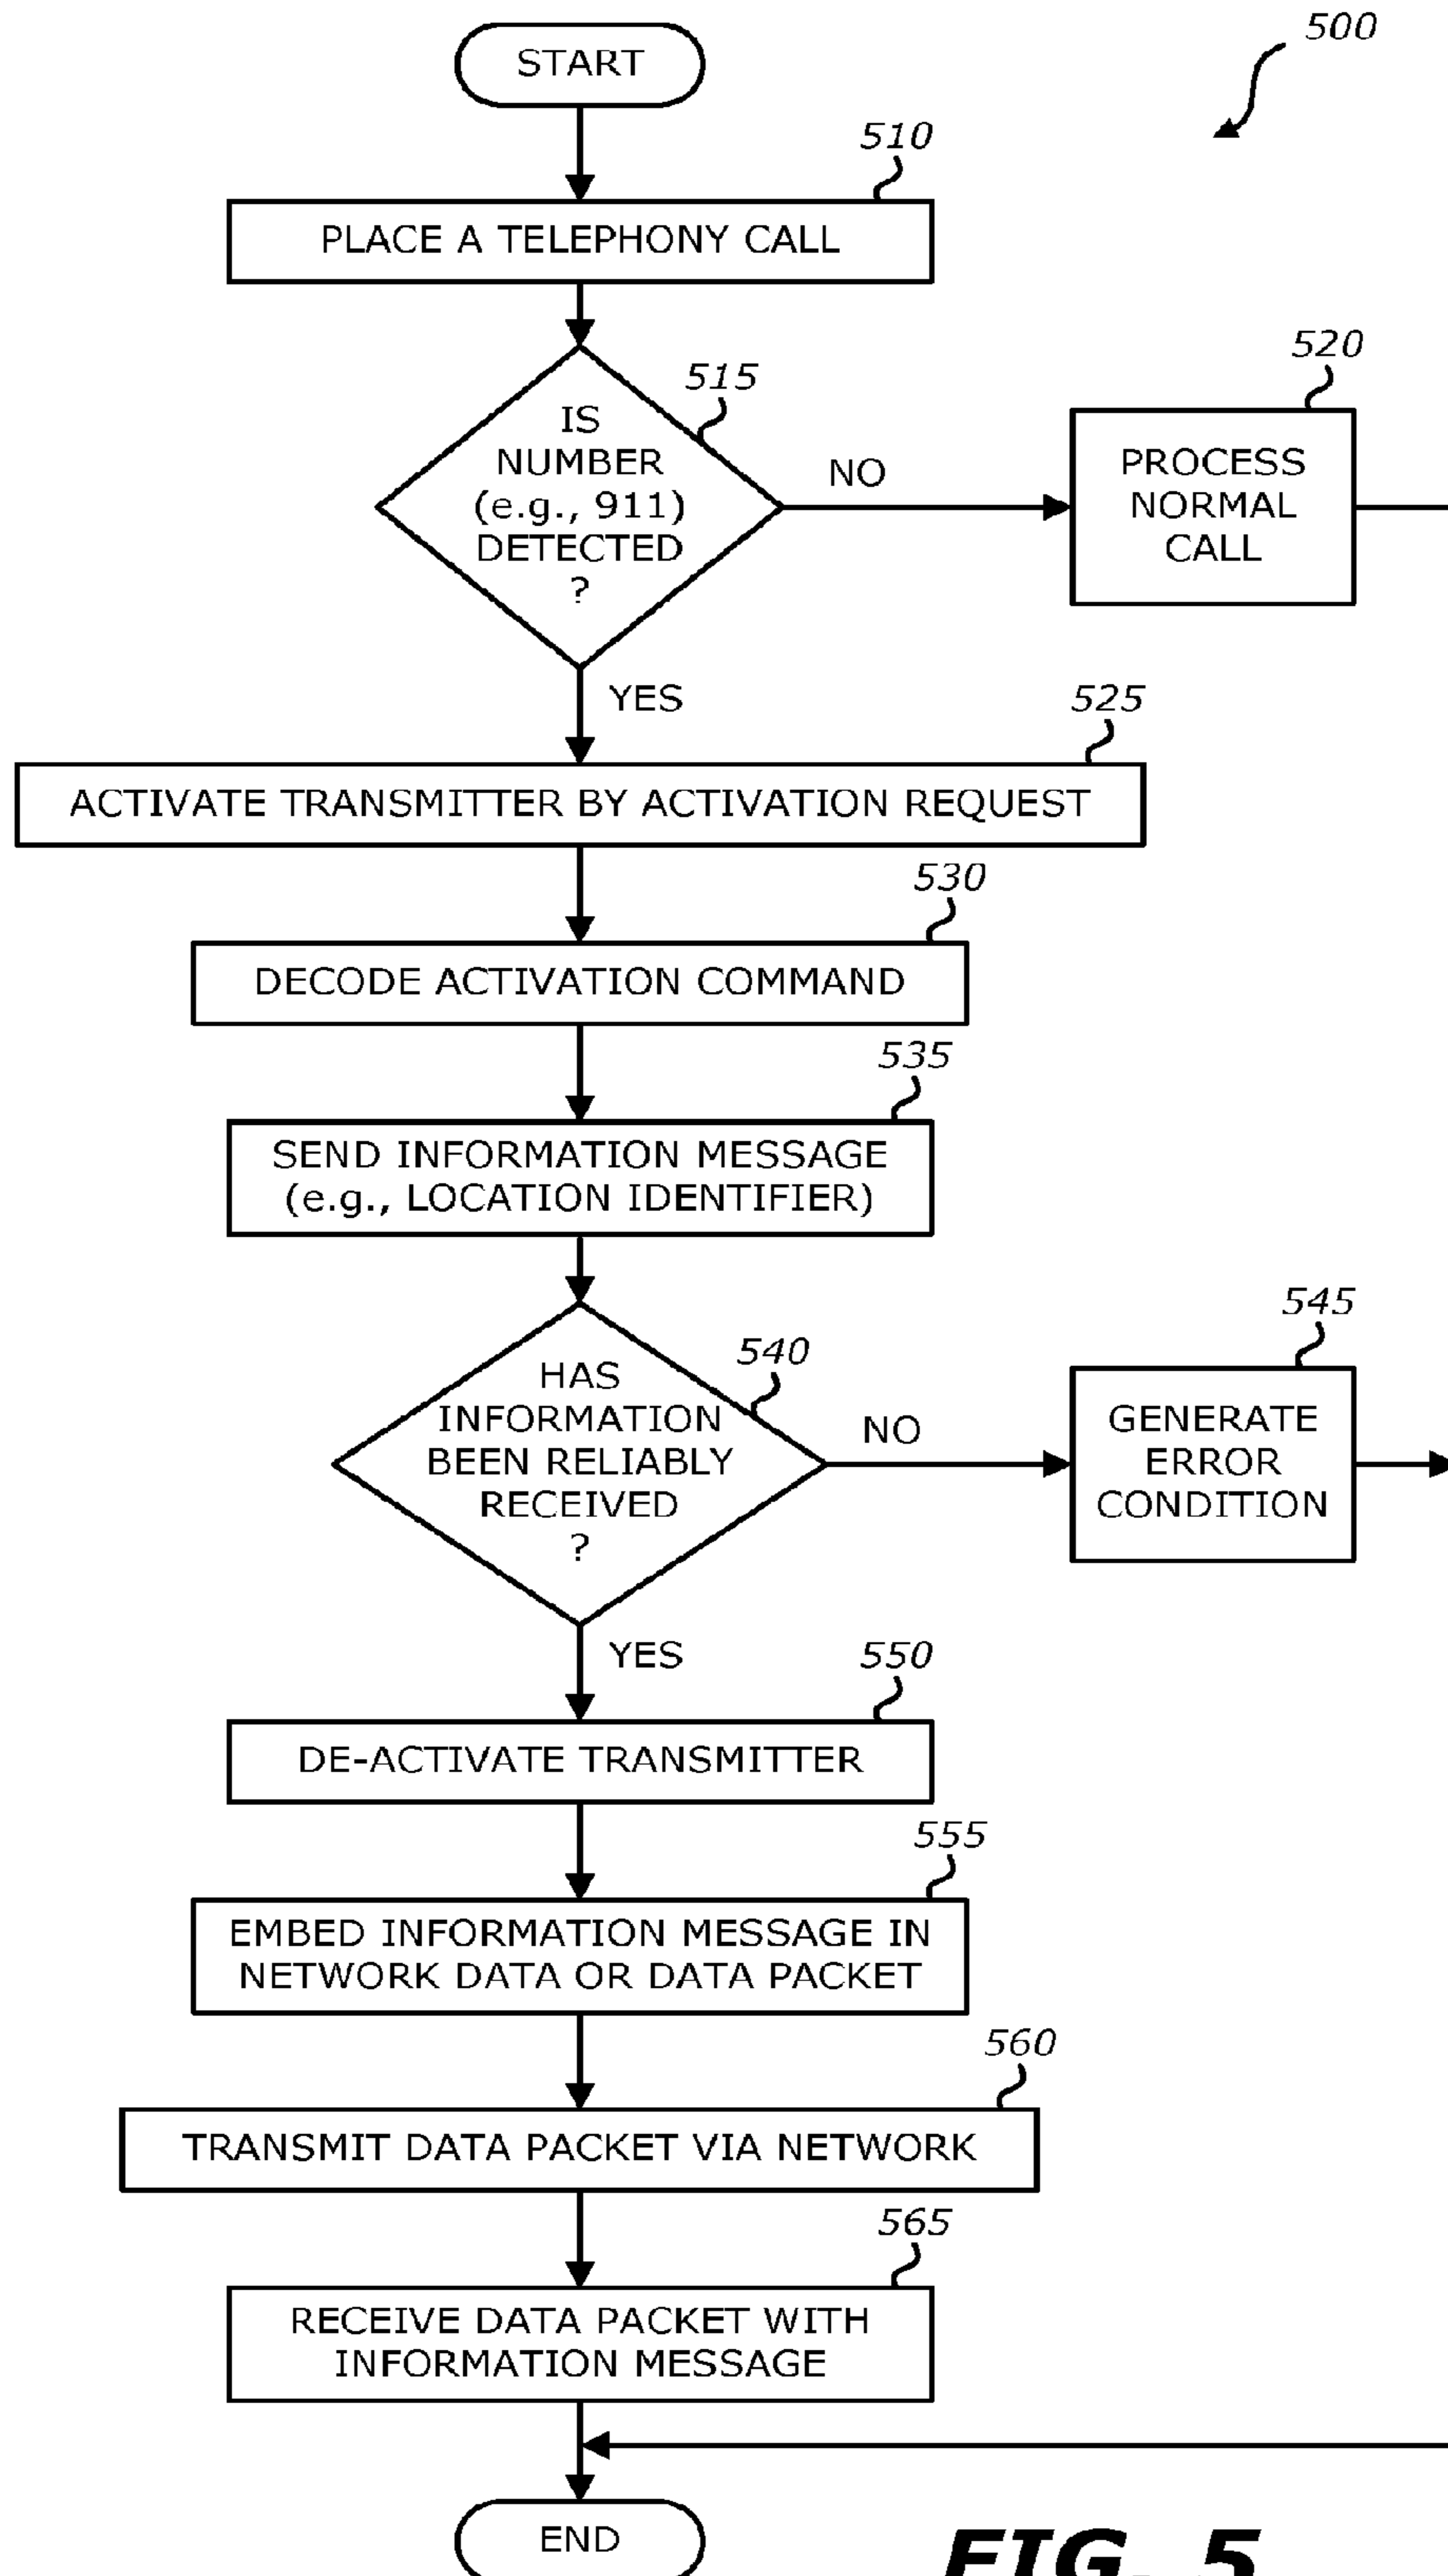 500
START
510
PLACE A TELEPHONY CALL
515
IS
NUMBER
(e.g., 911)
DETECTED
?
NO
520
PROCESS
NORMAL
CALL
YES
525
ACTIVATE TRANSMITTER BY ACTIVATION REQUEST
530
DECODE ACTIVATION COMMAND
535
SEND INFORMATION MESSAGE
(e.g., LOCATION IDENTIFIER)
540
HAS
INFORMATION
BEEN RELIABLY
RECEIVED
?
NO
545
GENERATE
ERROR
CONDITION
YES
550
DE-ACTIVATE TRANSMITTER
555
EMBED INFORMATION MESSAGE IN
NETWORK DATA OR DATA PACKET
560
TRANSMIT DATA PACKET VIA NETWORK
565
RECEIVE DATA PACKET WITH
INFORMATION MESSAGE
END
FIG. 5